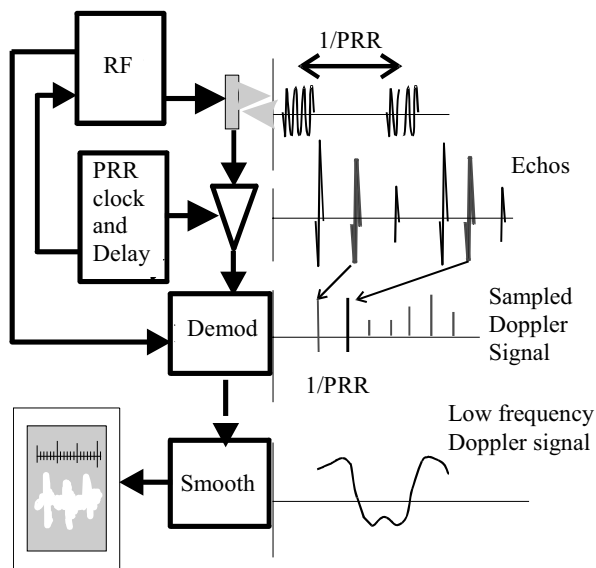 1/PRR
RF
Echos
PRR
clock
and
Delay
Sampled
Doppler
Signal
Demod
1/PRR
Low frequency
Doppler signal
Smooth